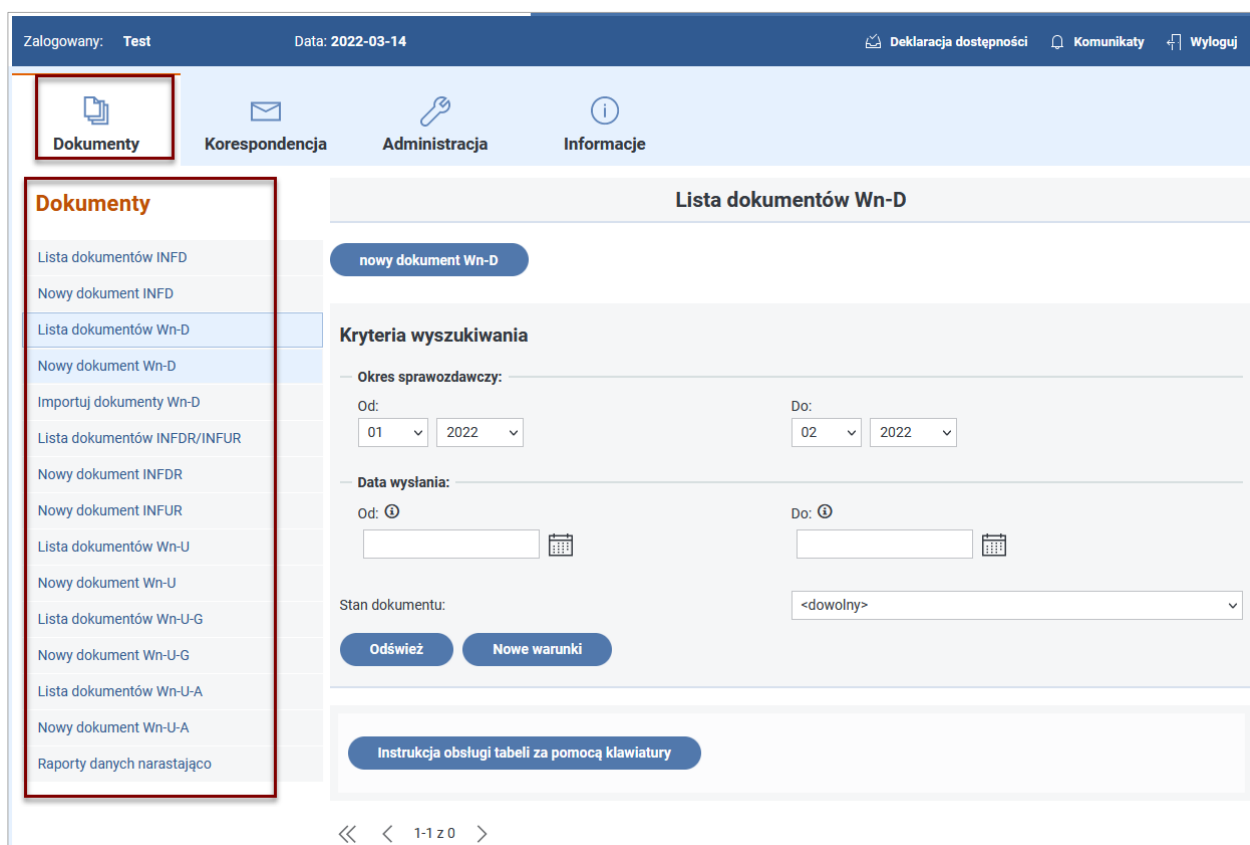 Zalogowany: Test Data: 2022-03-14 Deklaracja dostępności Komunikaty Wyloguj
Dokumenty Korespondencja Administracja Informacje
Dokumenty
Lista dokumentów INFD
Nowy dokument INFD
Lista dokumentów Wn-D
Nowy dokument Wn-D
Importuj dokumenty Wn-D
Lista dokumentów INFDR/INFUR
Nowy dokument INFDR
Nowy dokument INFUR
Lista dokumentów Wn-U
Nowy dokument Wn-U
Lista dokumentów Wn-U-G
Nowy dokument Wn-U-G
Lista dokumentów Wn-U-A
Nowy dokument Wn-U-A
Raporty danych narastająco
Lista dokumentów Wn-D
nowy dokument Wn-D
Kryteria wyszukiwania
Okres sprawozdawczy:
Od: Do:
01 2022 02 2022
Data wysłania:
Od: Do:
Stan dokumentu: <dowolny>
Odśwież Nowe warunki
Instrukcja obsługi tabeli za pomocą klawiatury
1-1 z 0